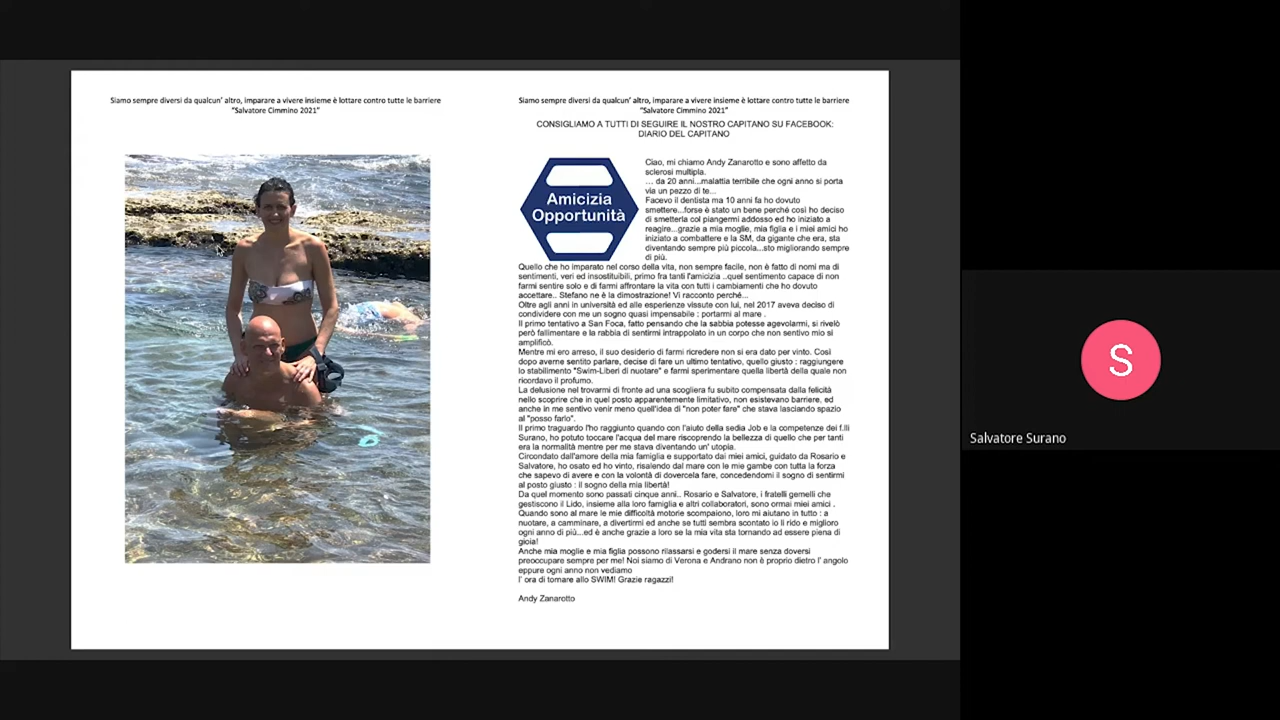 Siamo sempre diversi da qualcun' altro, imparare a vivere insieme è lottare contro tutte le barriere
"Salvatore Cimmino 2021"
Siamo sempre diversi da qualcun' altro, imparare a vivere insieme è lottare contro tutte le barriere
"Salvatore Cimmino 2021"
CONSIGLIAMO A TUTTI DI SEGUIRE IL NOSTRO CAPITANO SU FACEBOOK:
DIARIO DEL CAPITANO
Amicizia
Opportunità
Ciao, mi chiamo Andy Zanarotto e sono affetto da
sclerosi multipla.
… da 20 anni...malattia terribile che ogni anno si porta
via un pezzo di te...
Facevo il dentista ma 10 anni fa ho dovuto
smettere...forse è stato un bene perché così ho deciso
di smetterla col piangermi addosso ed ho iniziato a
reagire...grazie a mia moglie, mia figlia e i miei amici ho
iniziato a combattere e la SM, da gigante che era, sta
diventando sempre più piccola...sto migliorando sempre
di più.
Quello che ho imparato nel corso della vita, non sempre facile, non è fatto di nomi ma di
sentimenti, veri ed insostituibili, primo fra tanti l'amicizia ..quel sentimento capace di non
farmi sentire solo e di farmi affrontare la vita con tutti i cambiamenti che ho dovuto
accettare.. Stefano ne è la dimostrazione! Vi racconto perché...
Oltre agli anni in università ed alle esperienze vissute con lui, nel 2017 aveva deciso di
condividere con me un sogno quasi impensabile : portarmi al mare .
Il primo tentativo a San Foca, fatto pensando che la sabbia potesse agevolarmi, si rivelò
però fallimentare e la rabbia di sentirmi intrappolato in un corpo che non sentivo mio si
amplificò.
Mentre mi ero arreso, il suo desiderio di farmi ricredere non si era dato per vinto. Così
dopo averne sentito parlare, decise di fare un ultimo tentativo, quello giusto : raggiungere
lo stabilimento "Swim-Liberi di nuotare" e farmi sperimentare quella libertà della quale non
ricordavo il profumo.
La delusione nel trovarmi di fronte ad una scogliera fu subito compensata dalla felicità
nello scoprire che in quel posto apparentemente limitativo, non esistevano barriere, ed
anche in me sentivo venir meno quell'idea di "non poter fare" che stava lasciando spazio
al "posso farlo".
Il primo traguardo l'ho raggiunto quando con l'aiuto della sedia Job e la competenze dei f.lli
Surano, ho potuto toccare l'acqua del mare riscoprendo la bellezza di quello che per tanti
era la normalità mentre per me stava diventando un' utopia.
Circondato dall'amore della mia famiglia e supportato dai miei amici, guidato da Rosario e
Salvatore, ho osato ed ho vinto, risalendo dal mare con le mie gambe con tutta la forza
che sapevo di avere e con la volontà di dovercela fare, concedendomi il sogno di sentirmi
al posto giusto : il sogno della mia libertà!
Da quel momento sono passati cinque anni.. Rosario e Salvatore, i fratelli gemelli che
gestiscono il Lido, insieme alla loro famiglia e altri collaboratori, sono ormai miei amici .
Quando sono al mare le mie difficoltà motorie scompaiono, loro mi aiutano in tutto : a
nuotare, a camminare, a divertirmi ed anche se tutti sembra scontato io lì rido e miglioro
ogni anno di più...ed è anche grazie a loro se la mia vita sta tornando ad essere piena di
gioia!
Anche mia moglie e mia figlia possono rilassarsi e godersi il mare senza doversi
preoccupare sempre per me! Noi siamo di Verona e Andrano non è proprio dietro l' angolo
eppure ogni anno non vediamo
l' ora di tornare allo SWIM! Grazie ragazzi!
Andy Zanarotto
S
Salvatore Surano